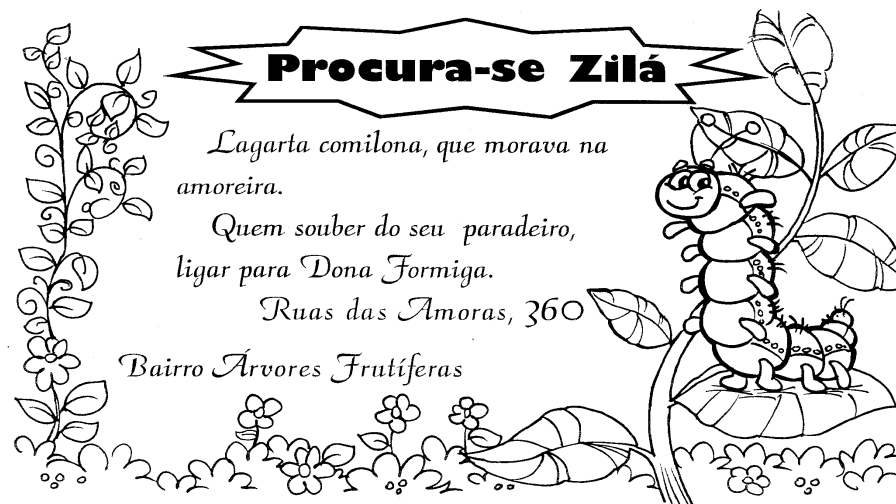 Procura-se Zilá
Lagarta comilona, que morava na
amoreira.
Quem souber do seu paradeiro,
ligar para Dona Formiga.
Ruas das Amoras, 360
Bairro Árvores Frutíferas